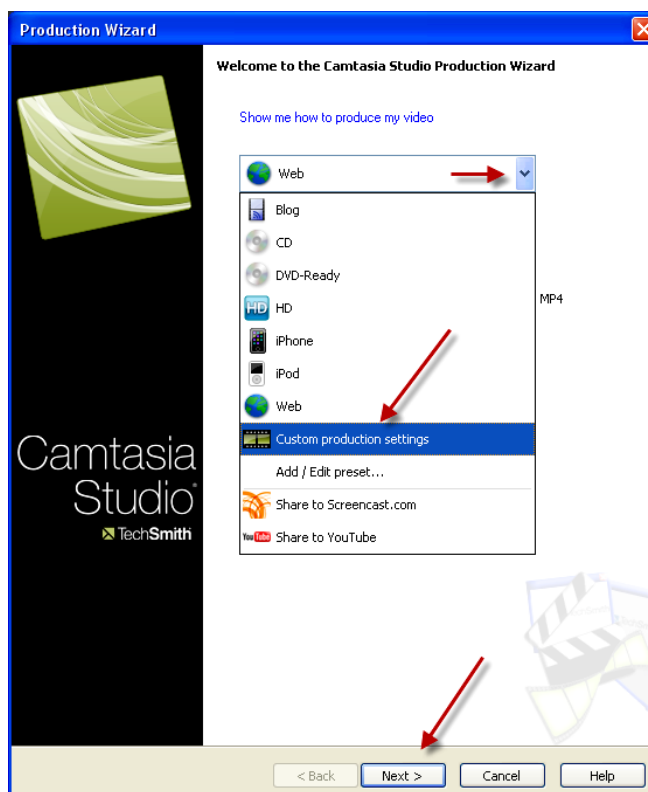 Production Wizard
Welcome to the Camtasia Studio Production Wizard
Show me how to produce my video
Web
Blog
CD
DVD-Ready
HD HD
MP4
iPhone
iPod
Web
Custom production settings
Add / Edit preset...
Share to Screencast.com
You Tube Share to YouTube
Camtasia
Studio
TechSmith
< Back
Next >
Cancel
Help